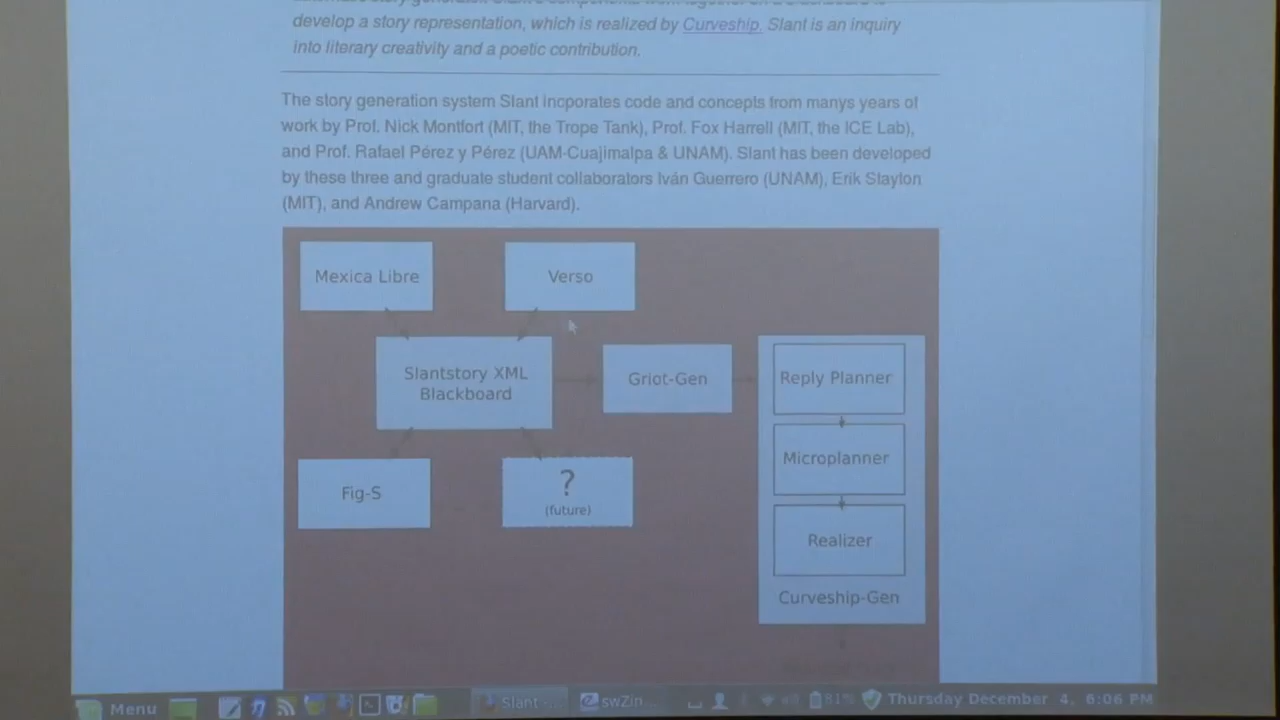 develop a story representation, which is realized by Curveship. Slant is an inquiry
into literary creativity and a poetic contribution.
The story generation system Slant incporates code and concepts from manys years of
work by Prof. Nick Montfort (MIT, the Trope Tank), Prof. Fox Harrell (MIT, the ICE Lab),
and Prof. Rafael Pérez y Pérez (UAM-Cuajimalpa & UNAM). Slant has been developed
by these three and graduate student collaborators Iván Guerrero (UNAM), Erik Stayton
(MIT), and Andrew Campana (Harvard).
Mexica Libre
Verso
Slantstory XML
Blackboard
Griot-Gen
Reply Planner
Microplanner
Fig-S
?
(future)
Realizer
Curveship-Gen
Menu
Slant
swZin...
81%
Thursday December 4, 6:06 PM